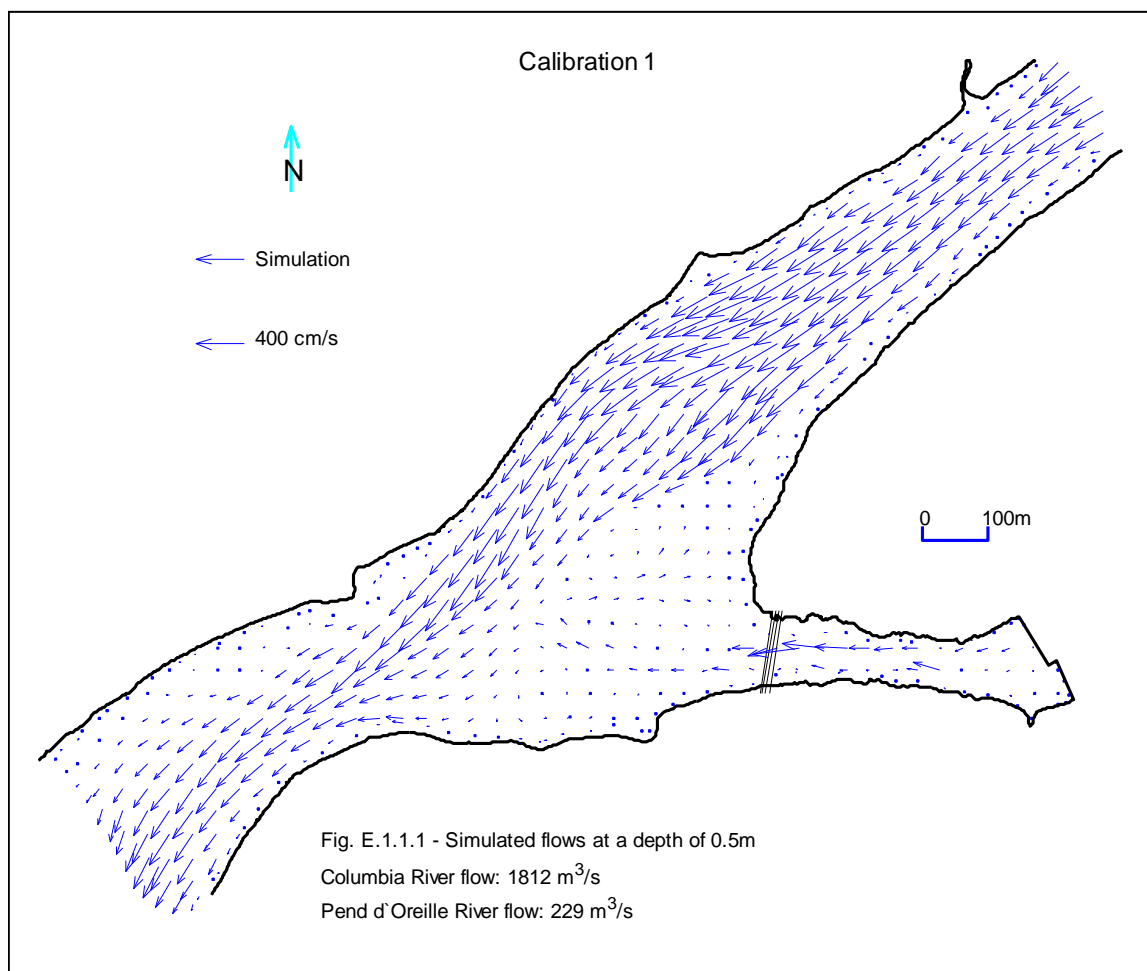 Calibration 1
N
Simulation
400 cm/s
0 100m
Fig. E.1.1.1 - Simulated flows at a depth of 0.5m
Columbia River flow: 1812 m³/s
Pend d`Oreille River flow: 229 m³/s